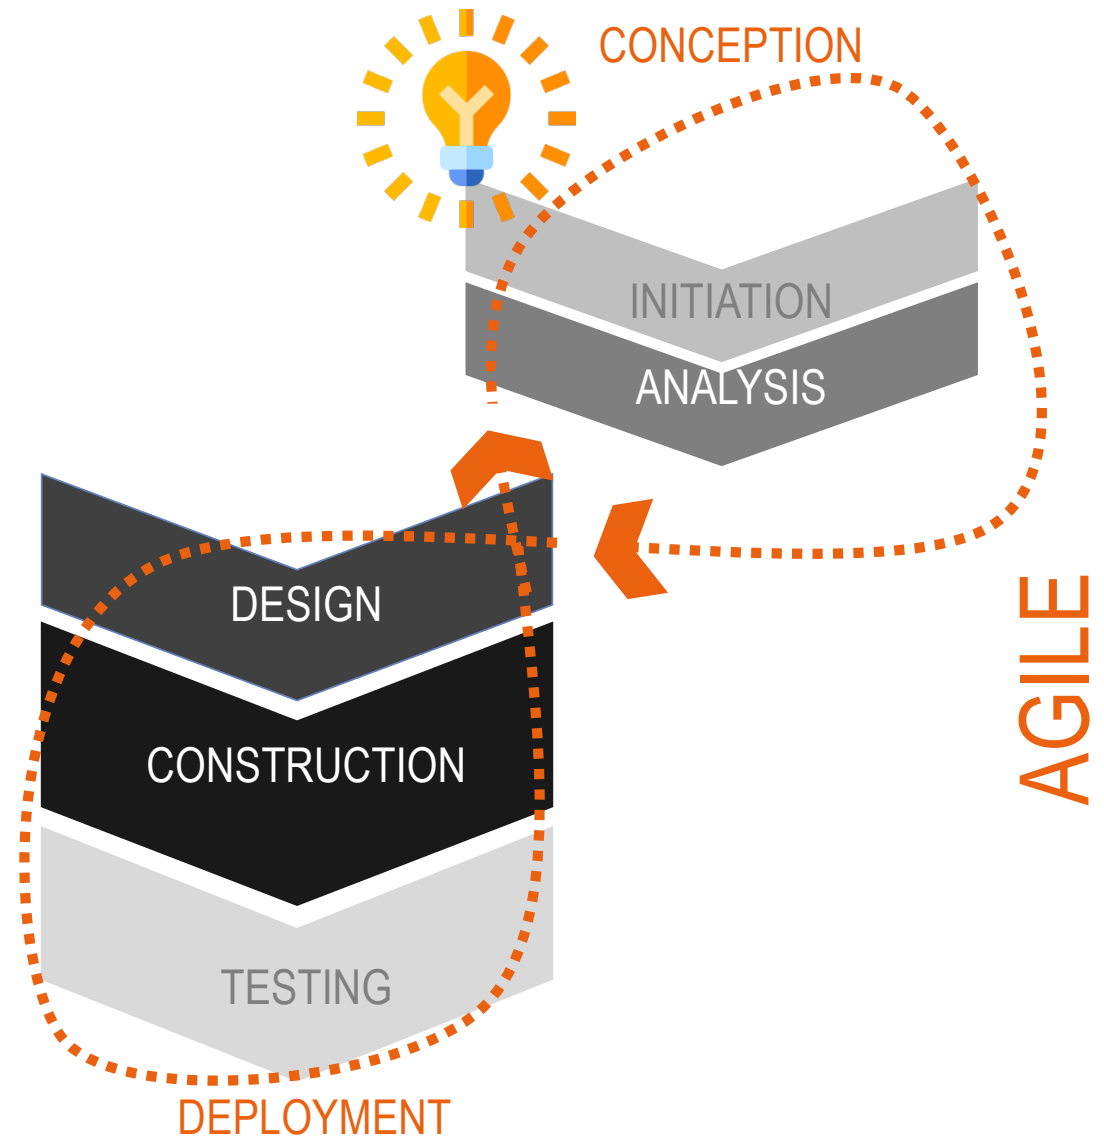 CONCEPTION
INITIATION
ANALYSIS
DESIGN
CONSTRUCTION
TESTING
DEPLOYMENT
AGILE